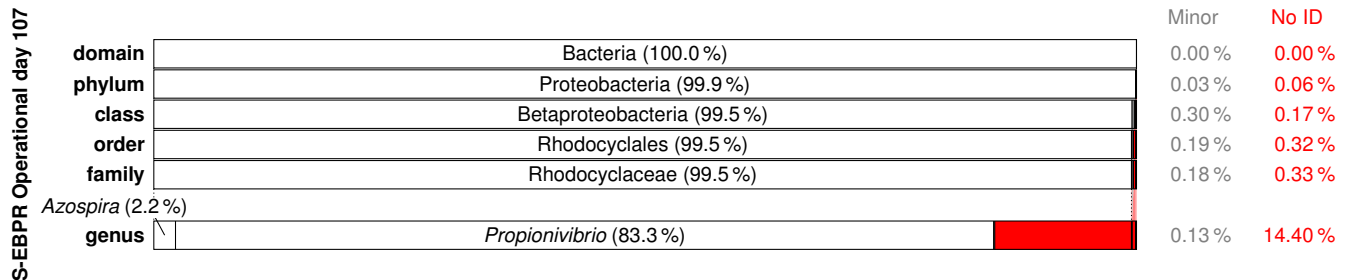 Minor No ID
S-EBPR Operational day 107
domain Bacteria (100.0 %) 0.00 % 0.00 %
phylum Proteobacteria (99.9 %) 0.03 % 0.06 %
class Betaproteobacteria (99.5 %) 0.30 % 0.17 %
order Rhodocyclales (99.5 %) 0.19 % 0.32 %
family Rhodocyclaceae (99.5 %) 0.18 % 0.33 %
Azospira (2.2 %)
genus Propionivibrio (83.3 %) 0.13 % 14.40 %